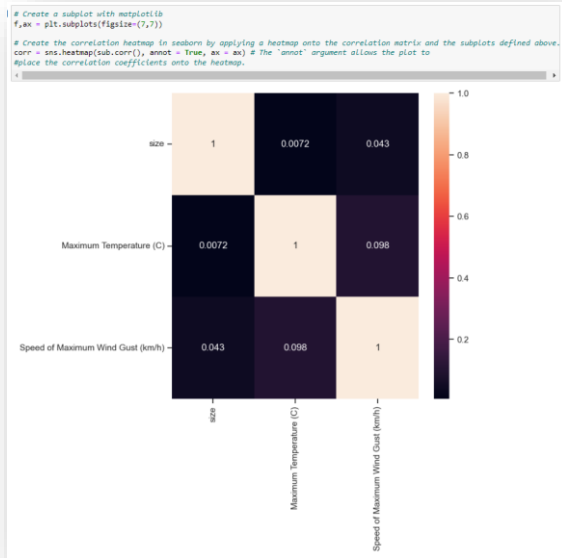 # Create a subplot with matplotlib
f,ax = plt.subplots(figsize=(7,7))
# Create the correlation heatmap in seaborn by applying a heatmap onto the correlation matrix and the subplots defined above.
corr = sns.heatmap(sub.corr(), annot = True, ax = ax) # The `annot` argument allows the plot to
#place the correlation coefficients onto the heatmap.
1.0
size
1 0.0072 0.043
0.8
0.6
Maximum Temperature (C)
0.0072 1 0.098
0.4
0.2
Speed of Maximum Wind Gust (km/h)
0.043 0.098 1
size
Maximum Temperature (C)
Speed of Maximum Wind Gust (km/h)